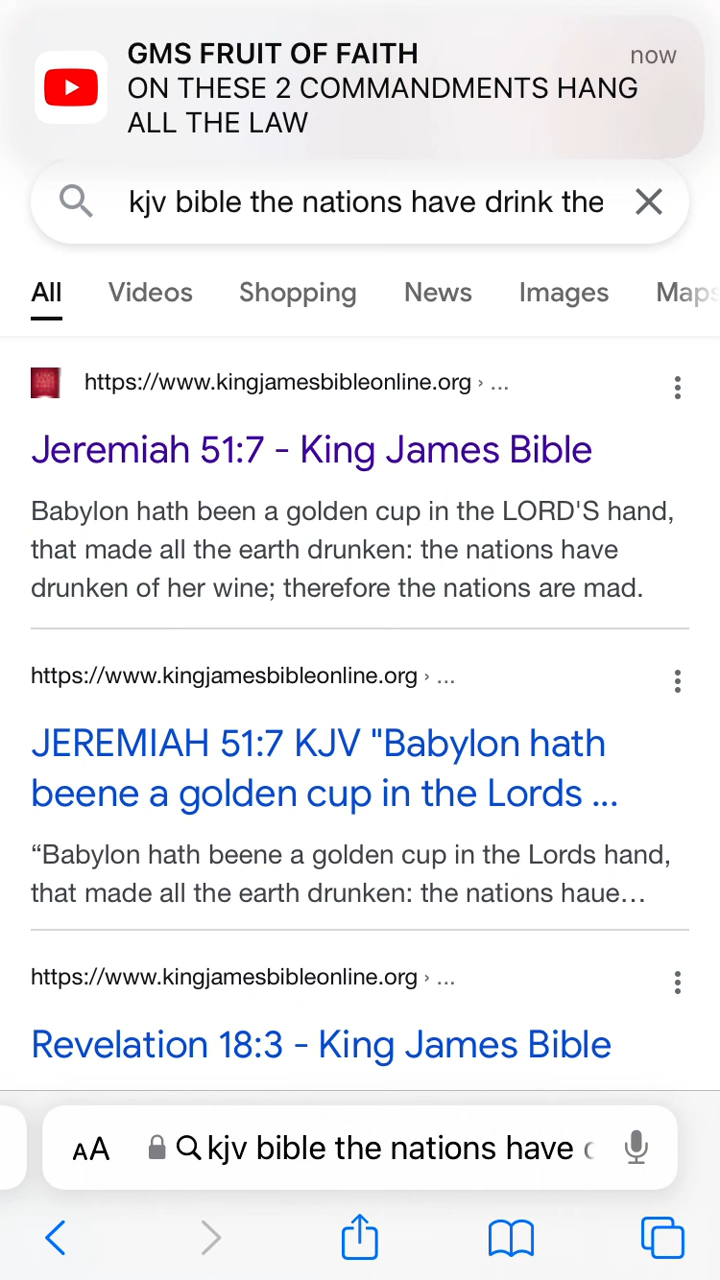 GMS FRUIT OF FAITH
now
ON THESE 2 COMMANDMENTS HANG
ALL THE LAW
kjv bible the nations have drink the
All Videos Shopping News Images Maps
https://www.kingjamesbibleonline.org › ...
Jeremiah 51:7 - King James Bible
Babylon hath been a golden cup in the LORD'S hand,
that made all the earth drunken: the nations have
drunken of her wine; therefore the nations are mad.
https://www.kingjamesbibleonline.org › ...
JEREMIAH 51:7 KJV "Babylon hath
beene a golden cup in the Lords ...
“Babylon hath beene a golden cup in the Lords hand,
that made all the earth drunken: the nations haue...
https://www.kingjamesbibleonline.org › ...
Revelation 18:3 - King James Bible
AA kjv bible the nations have